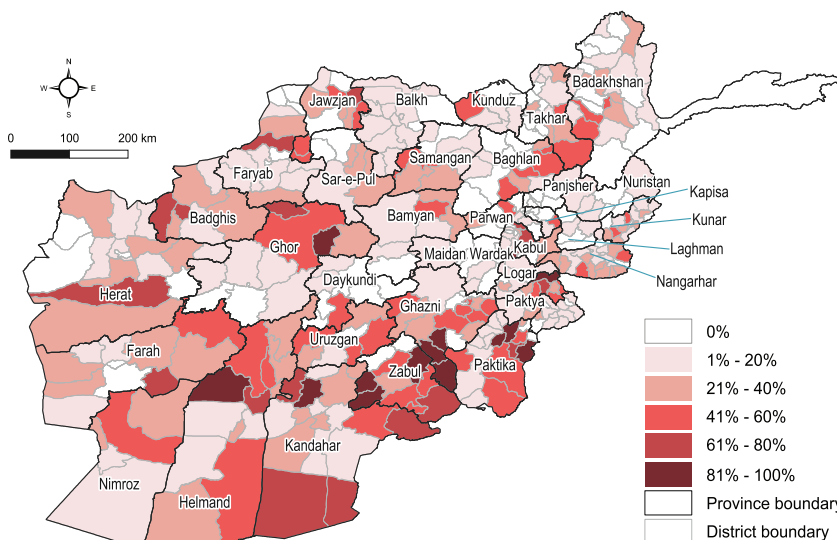 N
W E
S
0 100 200 km
Badakhshan
Jawzjan
Balkh
Kunduz
Takhar
Faryab
Sar-e-Pul
Samangan
Baghlan
Panjsher
Nuristan
Kapisa
Badghis
Bamyan
Parwan
Kunar
Ghor
Maidan Wardak
Kabul
Laghman
Herat
Daykundi
Logar
Nangarhar
Ghazni
Paktya
Farah
Uruzgan
Zabul
Paktika
Kandahar
Nimroz
Helmand
0%
1% - 20%
21% - 40%
41% - 60%
61% - 80%
81% - 100%
Province boundary
District boundary